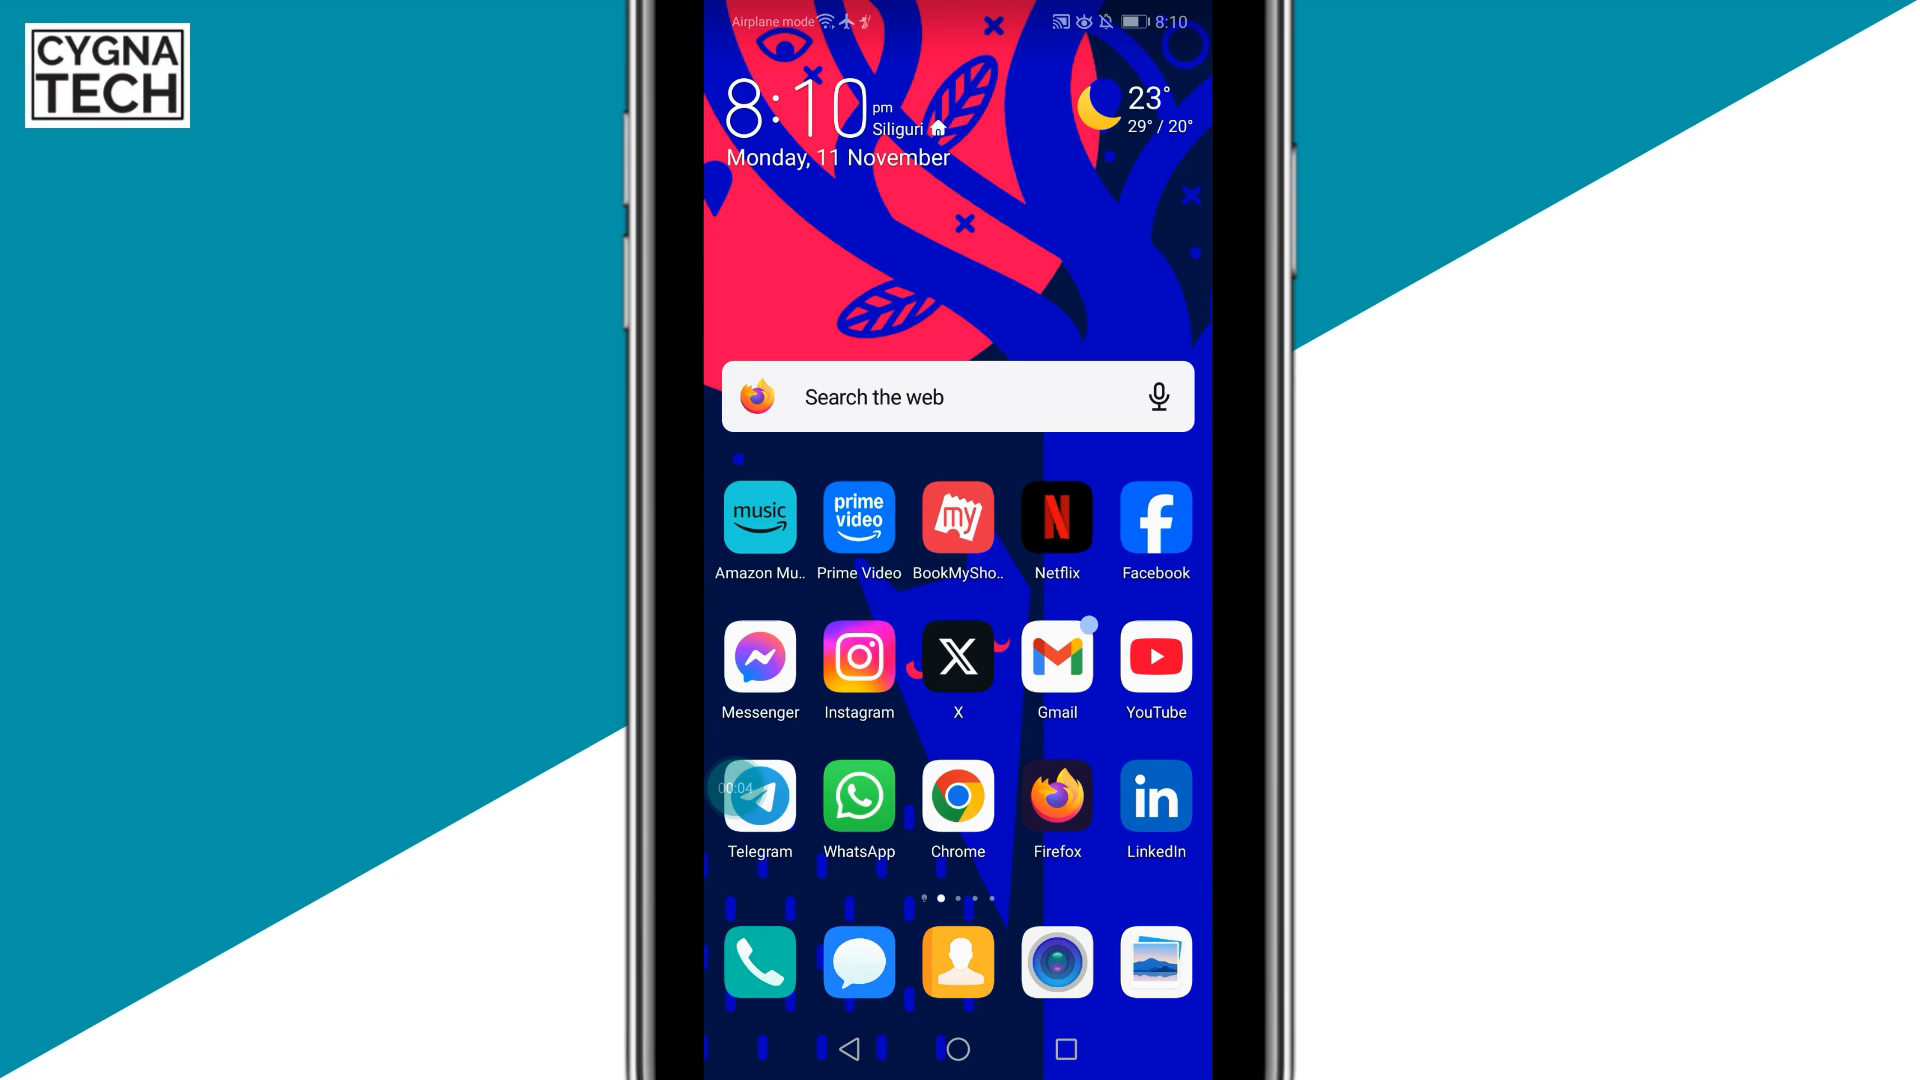 CYGNA
TECH
Airplane mode
8:10
8:10 pm
Siliguri
Monday, 11 November
23°
29° / 20°
Search the web
music
prime
video
my
N
f
Amazon Mu..
Prime Video
BookMySho..
Netflix
Facebook
X
M
Messenger
Instagram
X
Gmail
YouTube
00:04
in
Telegram
WhatsApp
Chrome
Firefox
LinkedIn